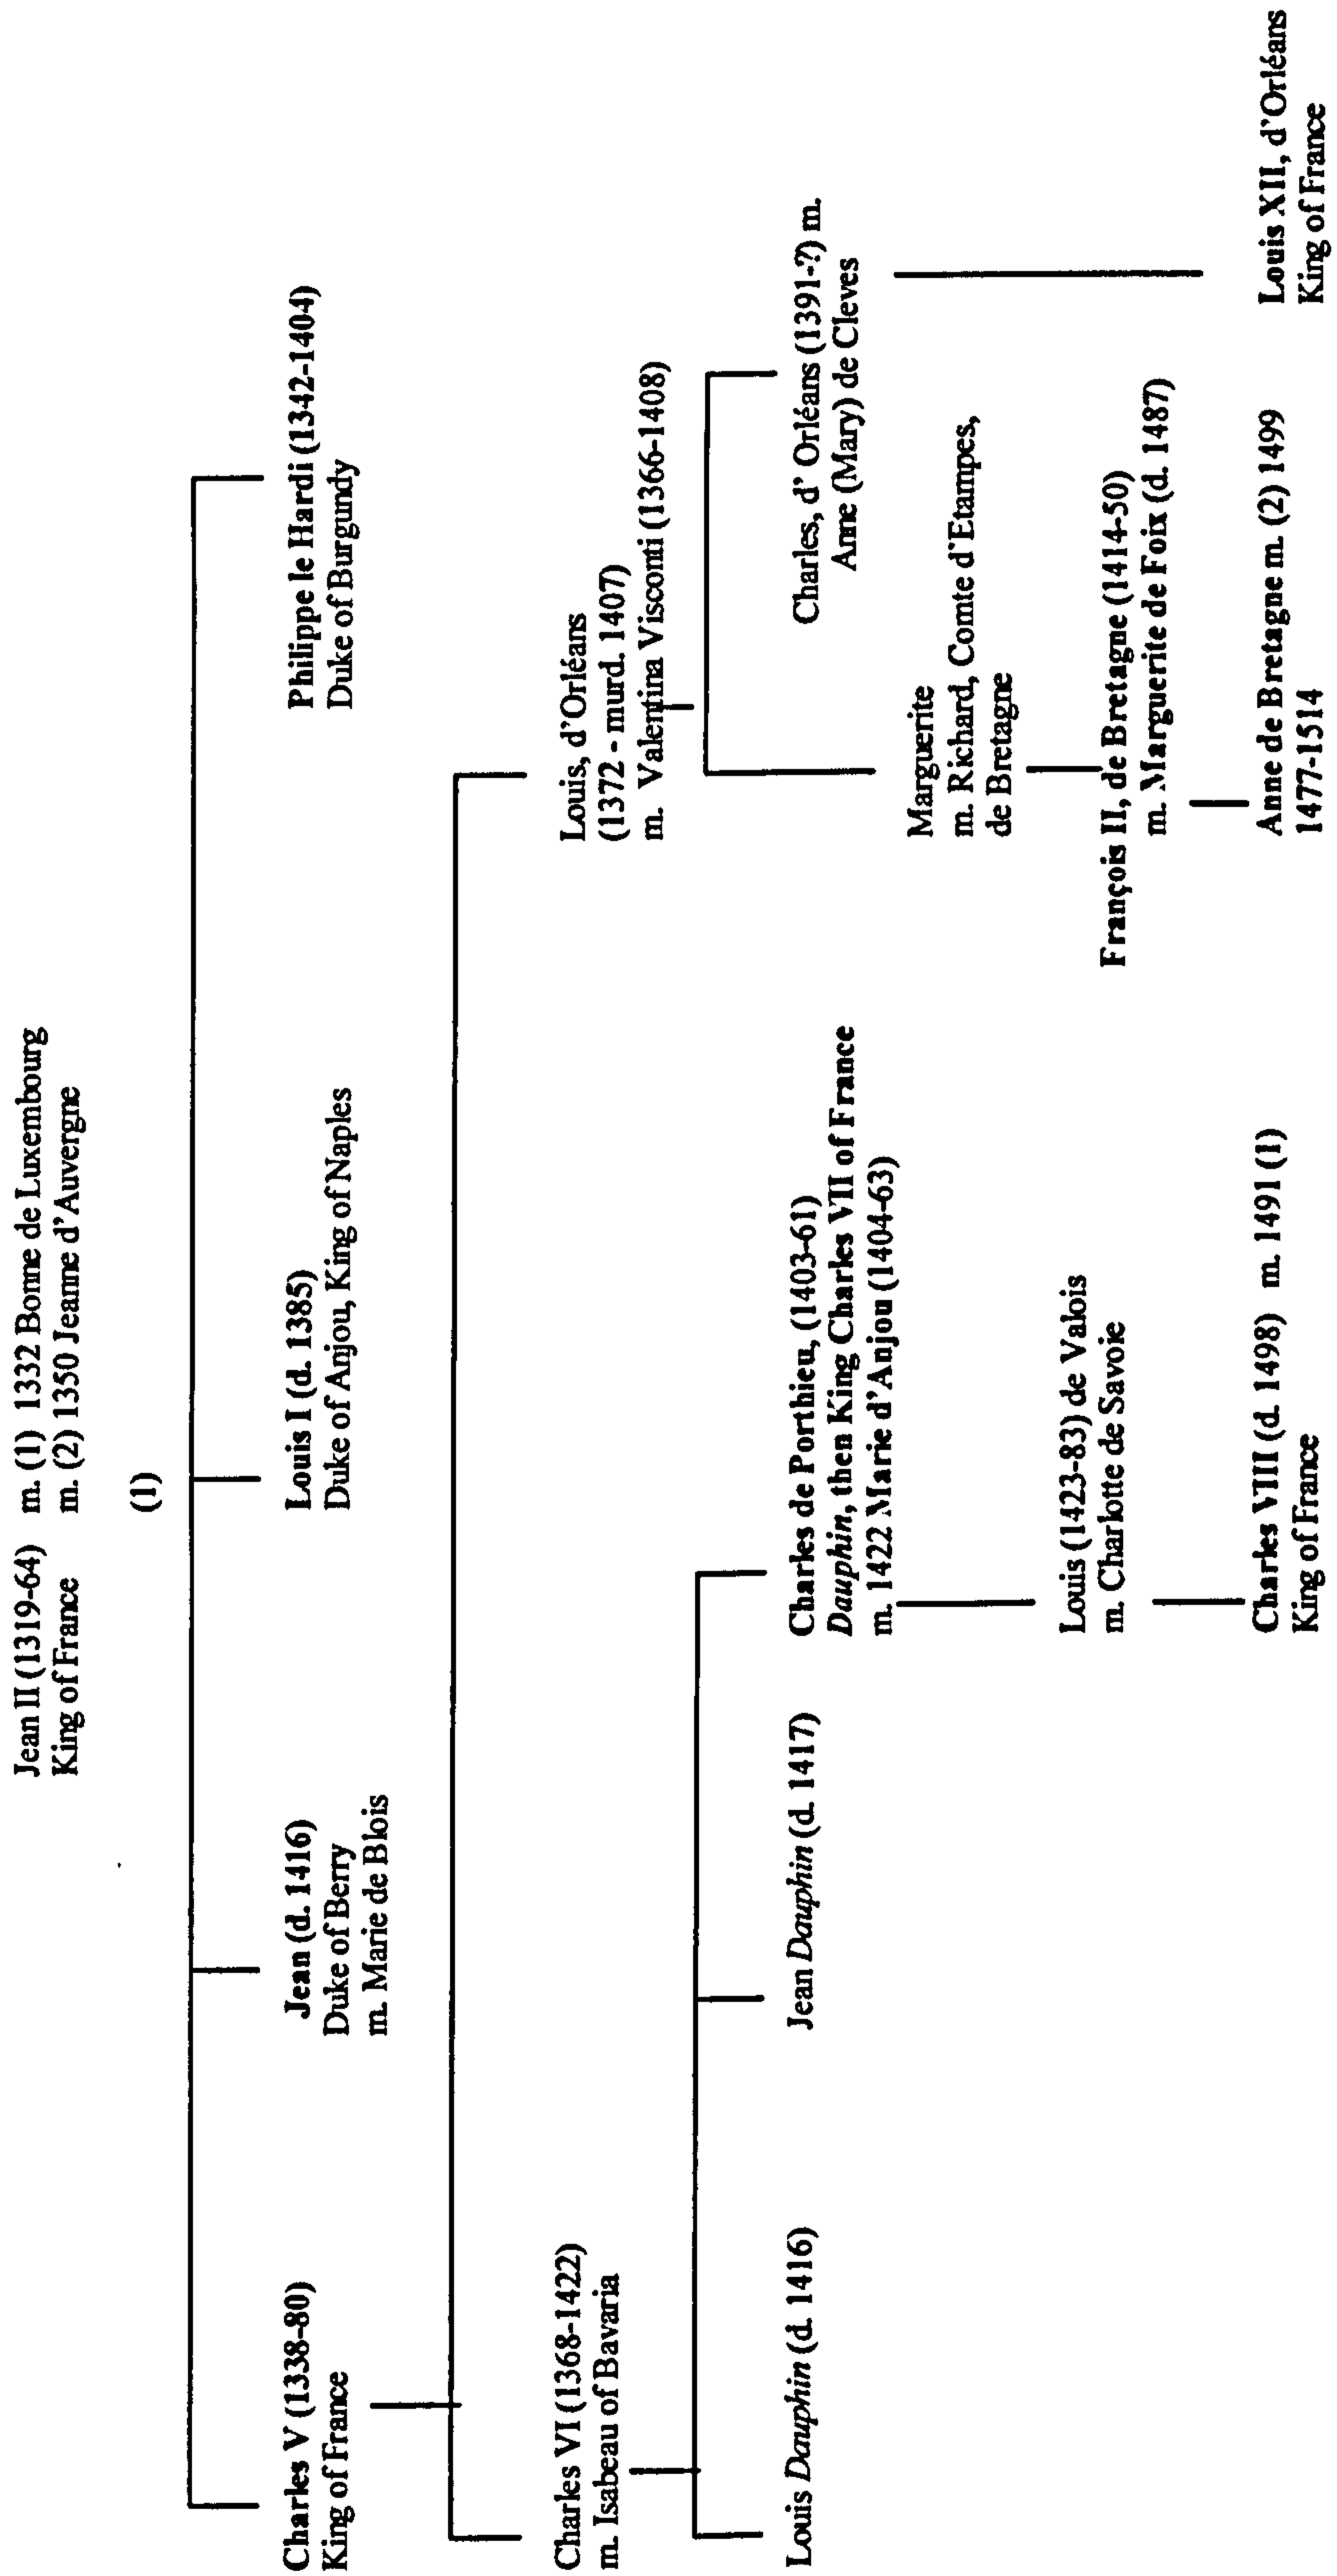 Jean II (1319-64) m. (1) 1332 Bonne de Luxembourg
King of France m. (2) 1350 Jeanne d'Auvergne
(1)
Charles V (1338-80)
King of France
Jean (d. 1416)
Duke of Berry
m. Marie de Blois
Louis I (d. 1385)
Duke of Anjou, King of Naples
Philippe le Hardi (1342-1404)
Duke of Burgundy
Charles VI (1368-1422)
m. Isabeau of Bavaria
Louis, d'Orléans
(1372 - murd. 1407)
m. Valentina Visconti (1366-1408)
Louis Dauphin (d. 1416)
Jean Dauphin (d. 1417)
Charles de Porthieu, (1403-61)
Dauphin, then King Charles VII of France
m. 1422 Marie d'Anjou (1404-63)
Charles, d' Orléans (1391-?) m.
Anne (Mary) de Cleves
Marguerite
m. Richard, Comte d'Etampes,
de Bretagne
Louis (1423-83) de Valois
m. Charlotte de Savoie
François II, de Bretagne (1414-50)
m. Marguerite de Foix (d. 1487)
Charles VIII (d. 1498) m. 1491 (1)
King of France
Anne de Bretagne m. (2) 1499
1477-1514
Louis XII, d'Orléans
King of France